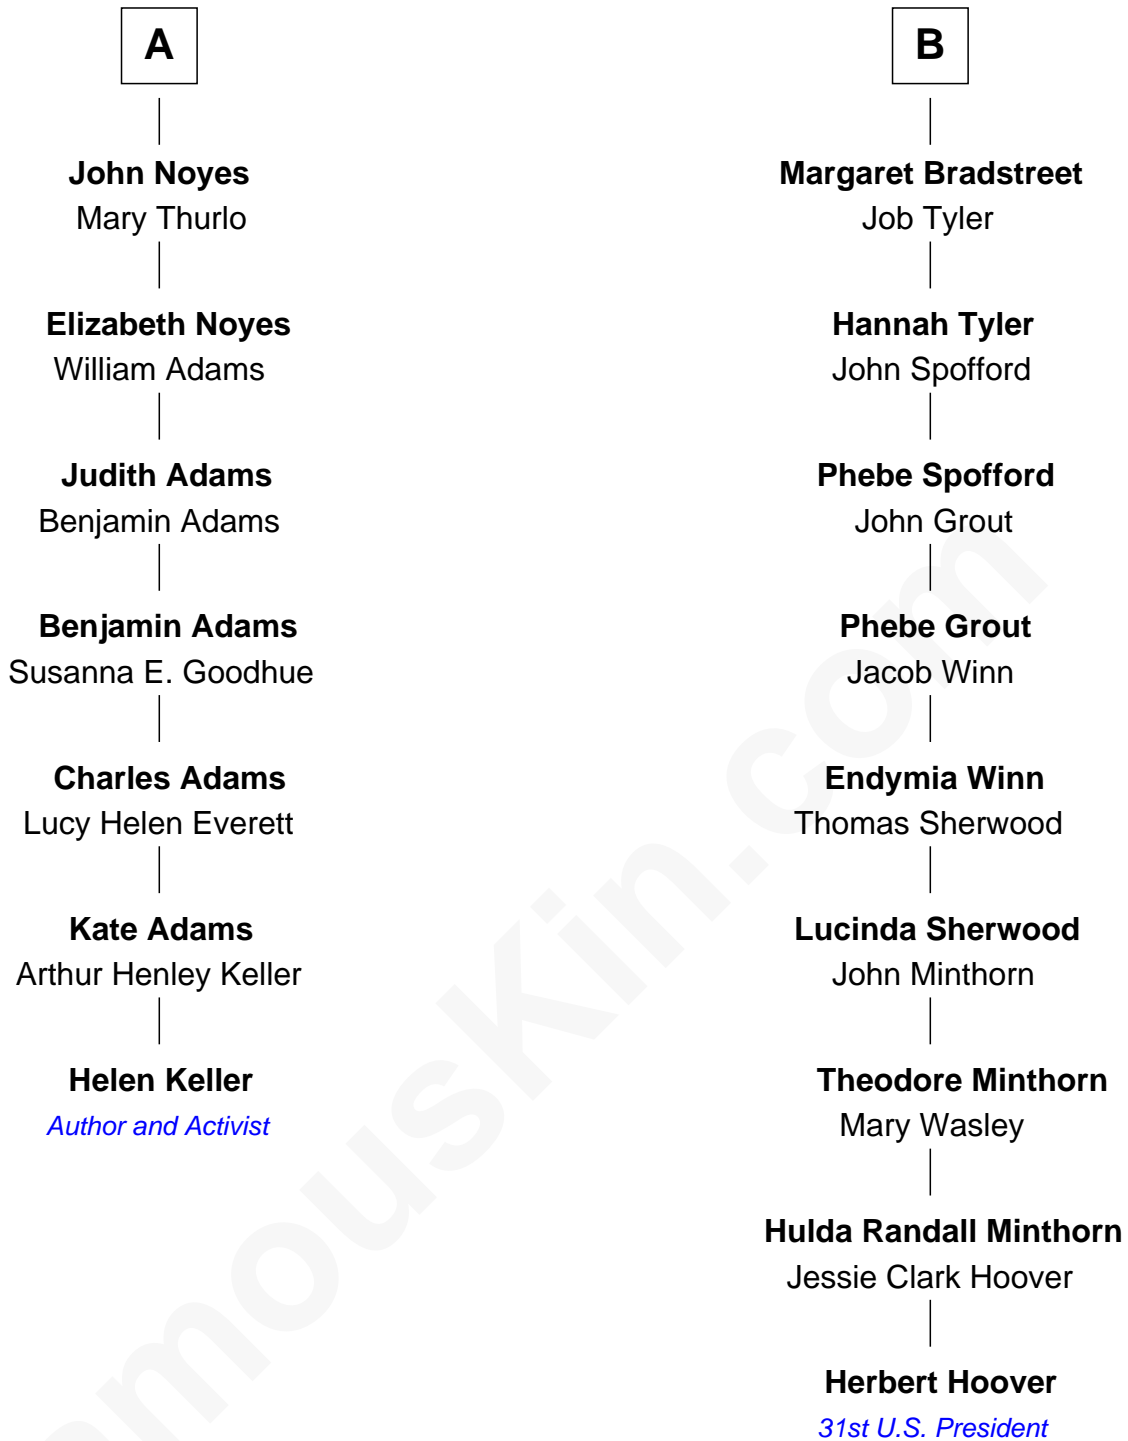 A
John Noyes
Mary Thurlo
Elizabeth Noyes
William Adams
Judith Adams
Benjamin Adams
Benjamin Adams
Susanna E. Goodhue
Charles Adams
Lucy Helen Everett
Kate Adams
Arthur Henley Keller
Helen Keller
Author and Activist
B
Margaret Bradstreet
Job Tyler
Hannah Tyler
John Spofford
Phebe Spofford
John Grout
Phebe Grout
Jacob Winn
Endymia Winn
Thomas Sherwood
Lucinda Sherwood
John Minthorn
Theodore Minthorn
Mary Wasley
Hulda Randall Minthorn
Jessie Clark Hoover
Herbert Hoover
31st U.S. President
amouskin.com